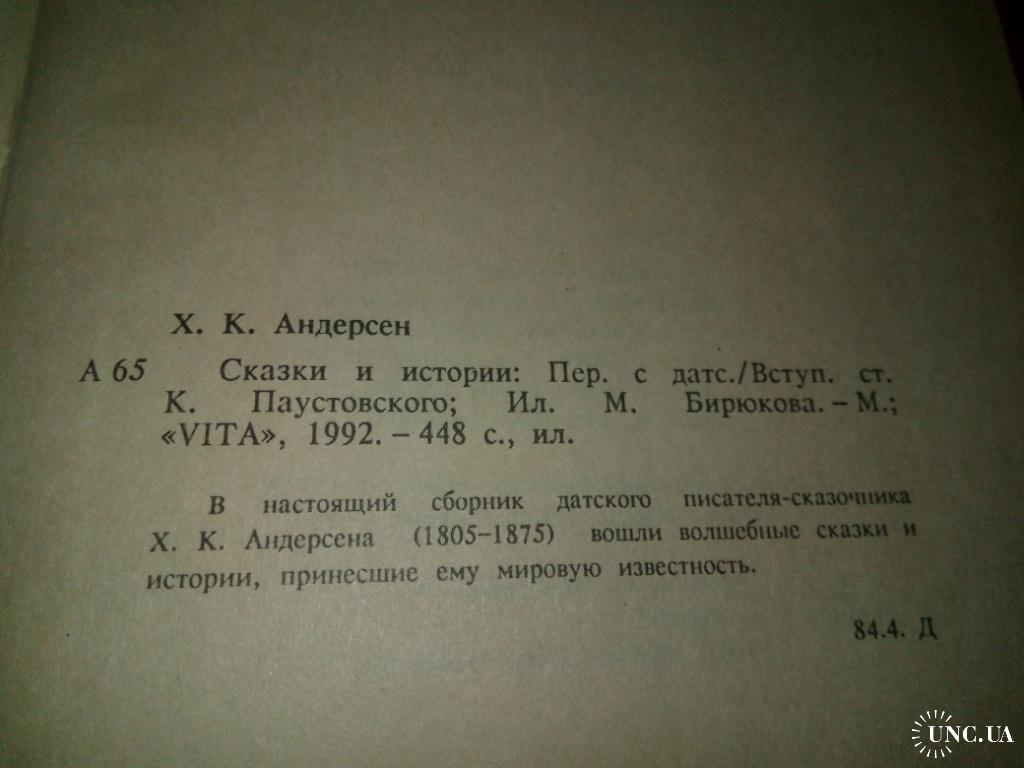 Х. К. Андерсен
А 65 Сказки и истории: Пер. с датс./Вступ. ст.
К. Паустовского; Ил. М. Бирюкова. – М.;
«VITA», 1992. – 448 с., ил.
В настоящий сборник датского писателя-сказочника
Х. К. Андерсена (1805–1875) вошли волшебные сказки и
истории, принесшие ему мировую известность.
84.4. Д
UNC.UA